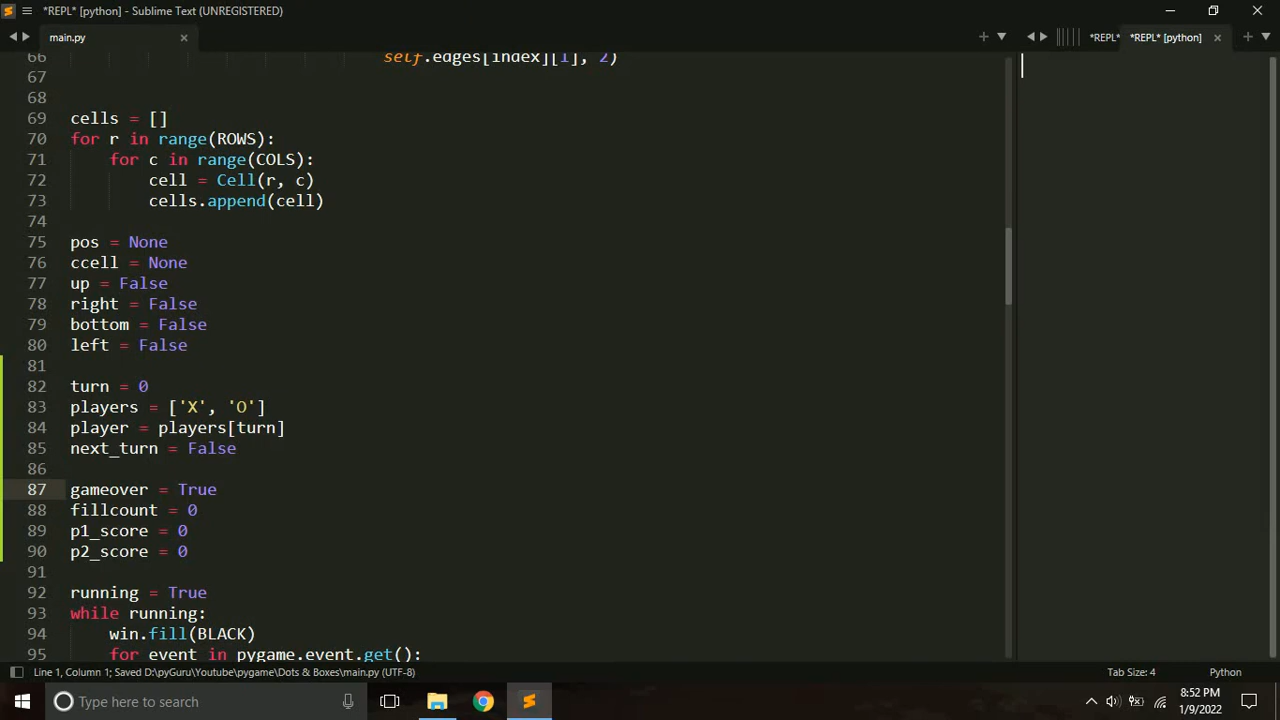 *REPL* [python] - Sublime Text (UNREGISTERED)
main.py
*REPL*
*REPL* [python]
66 self.edges[index][1], 2)
67
68
69 cells = []
70 for r in range(ROWS):
71 for c in range(COLS):
72 cell = Cell(r, c)
73 cells.append(cell)
74
75 pos = None
76 ccell = None
77 up = False
78 right = False
79 bottom = False
80 left = False
81
82 turn = 0
83 players = ['X', 'O']
84 player = players[turn]
85 next_turn = False
86
87 gameover = True
88 fillcount = 0
89 p1_score = 0
90 p2_score = 0
91
92 running = True
93 while running:
94 win.fill(BLACK)
95 for event in pygame.event.get():
Line 1, Column 1; Saved D:\pyGuru\Youtube\pygame\Dots & Boxes\main.py (UTF-8)
Tab Size: 4
Python
Type here to search
8:52 PM
1/9/2022